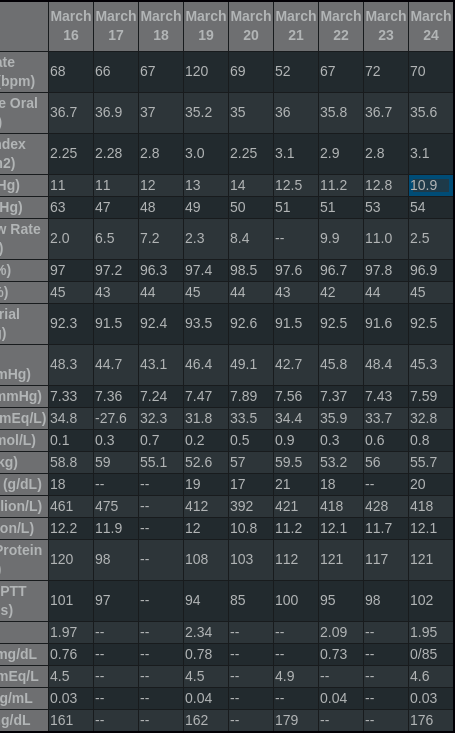 March 16 March 17 March 18 March 19 March 20 March 21 March 22 March 23 March 24
ate (bpm) 68 66 67 120 69 52 67 72 70
e Oral ) 36.7 36.9 37 35.2 35 36 35.8 36.7 35.6
ndex m2) 2.25 2.28 2.8 3.0 2.25 3.1 2.9 2.8 3.1
Hg) 11 11 12 13 14 12.5 11.2 12.8 10.9
Hg) 63 47 48 49 50 51 51 53 54
w Rate ) 2.0 6.5 7.2 2.3 8.4 -- 9.9 11.0 2.5
%) 97 97.2 96.3 97.4 98.5 97.6 96.7 97.8 96.9
%) 45 43 44 45 44 43 42 44 45
rial g) 92.3 91.5 92.4 93.5 92.6 91.5 92.5 91.6 92.5
mHg) 48.3 44.7 43.1 46.4 49.1 42.7 45.8 48.4 45.3
mmHg) 7.33 7.36 7.24 7.47 7.89 7.56 7.37 7.43 7.59
mEq/L) 34.8 -27.6 32.3 31.8 33.5 34.4 35.9 33.7 32.8
mol/L) 0.1 0.3 0.7 0.2 0.5 0.9 0.3 0.6 0.8
kg) 58.8 59 55.1 52.6 57 59.5 53.2 56 55.7
(g/dL) 18 -- -- 19 17 21 18 -- 20
llion/L) 461 475 -- 412 392 421 418 428 418
on/L) 12.2 11.9 -- 12 10.8 11.2 12.1 11.7 12.1
Protein ) 120 98 -- 108 103 112 121 117 121
PTT s) 101 97 -- 94 85 100 95 98 102
1.97 -- -- 2.34 -- -- 2.09 -- 1.95
mg/dL 0.76 -- -- 0.78 -- -- 0.73 -- 0/85
mEq/L 4.5 -- -- 4.5 -- 4.9 -- -- 4.6
g/mL 0.03 -- -- 0.04 -- -- 0.04 -- 0.03
g/dL 161 -- -- 162 -- 179 -- -- 176